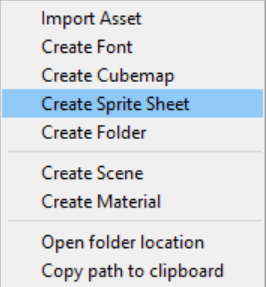 Import Asset
Create Font
Create Cubemap
Create Sprite Sheet
Create Folder
Create Scene
Create Material
Open folder location
Copy path to clipboard